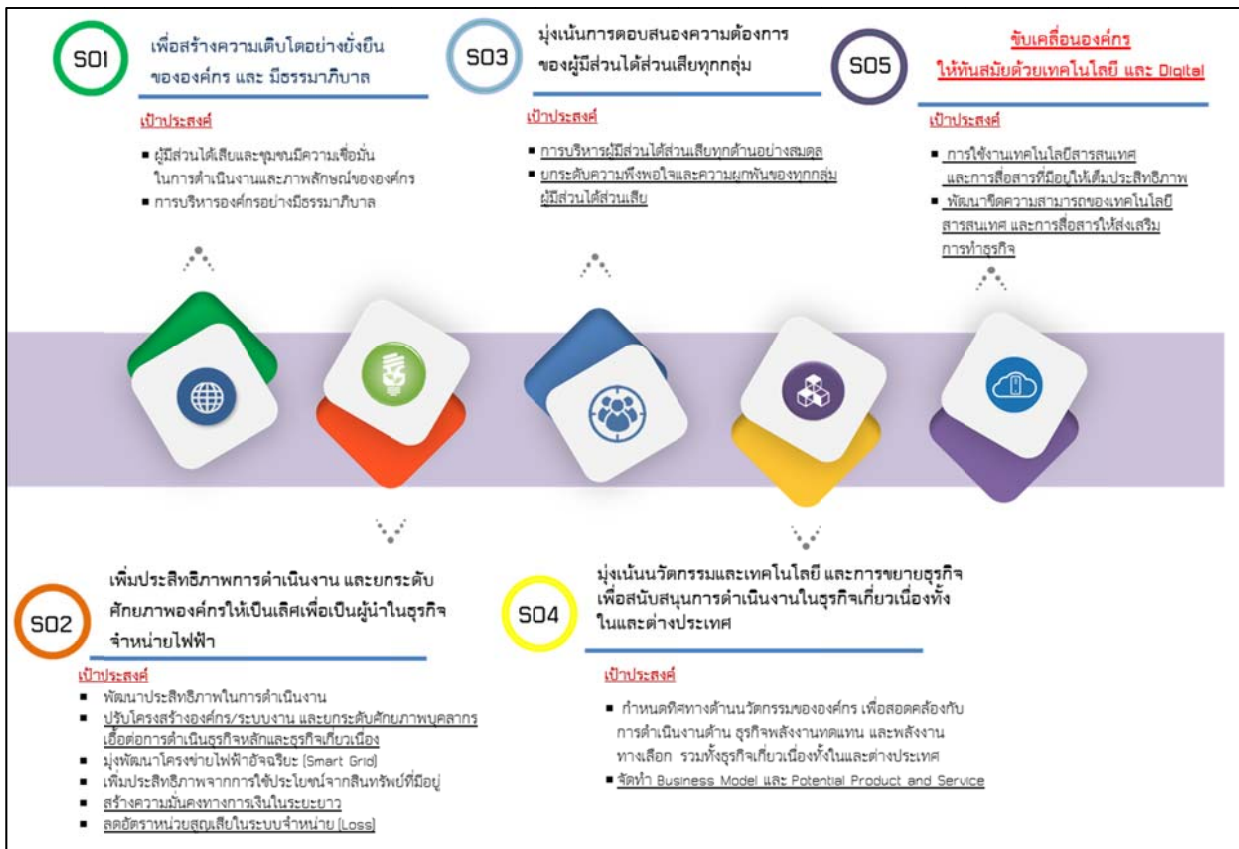 SO1
เพื่อสร้างความเติบโตอย่างยั่งยืน
ขององค์กร และ มีธรรมาภิบาล
เป้าประสงค์
▪ ผู้มีส่วนได้เสียและชุมชนมีความเชื่อมั่น
ในการดำเนินงานและภาพลักษณ์ขององค์กร
▪ การบริหารองค์กรอย่างมีธรรมาภิบาล
SO3
มุ่งเน้นการตอบสนองความต้องการ
ของผู้มีส่วนได้ส่วนเสียทุกกลุ่ม
เป้าประสงค์
▪ การบริหารผู้มีส่วนได้ส่วนเสียทุกด้านอย่างสมดุล
▪ ยกระดับความพึงพอใจและความผูกพันของทุกกลุ่ม
ผู้มีส่วนได้ส่วนเสีย
SO5
ขับเคลื่อนองค์กร
ให้ทันสมัยด้วยเทคโนโลยี และ Digital
เป้าประสงค์
▪ การใช้งานเทคโนโลยีสารสนเทศ
และการสื่อสารที่มีอยู่ให้เต็มประสิทธิภาพ
▪ พัฒนาขีดความสามารถของเทคโนโลยี
สารสนเทศ และการสื่อสารให้ส่งเสริม
การทำธุรกิจ
SO2
เพิ่มประสิทธิภาพการดำเนินงาน และยกระดับ
ศักยภาพองค์กรให้เป็นเลิศเพื่อเป็นผู้นำในธุรกิจ
จำหน่ายไฟฟ้า
เป้าประสงค์
▪ พัฒนาประสิทธิภาพในการดำเนินงาน
▪ ปรับโครงสร้างองค์กร/ระบบงาน และยกระดับศักยภาพบุคลากร
เอื้อต่อการดำเนินธุรกิจหลักและธุรกิจเกี่ยวเนื่อง
▪ มุ่งพัฒนาโครงข่ายไฟฟ้าอัจฉริยะ (Smart Grid)
▪ เพิ่มประสิทธิภาพจากการใช้ประโยชน์จากสินทรัพย์ที่มีอยู่
▪ สร้างความมั่นคงทางการเงินในระยะยาว
▪ ลดอัตราหน่วยสูญเสียในระบบจำหน่าย (Loss)
SO4
มุ่งเน้นนวัตกรรมและเทคโนโลยี และการขยายธุรกิจ
เพื่อสนับสนุนการดำเนินงานในธุรกิจเกี่ยวเนื่องทั้ง
ในและต่างประเทศ
เป้าประสงค์
▪ กำหนดทิศทางด้านนวัตกรรมขององค์กร เพื่อสอดคล้องกับ
การดำเนินงานด้าน ธุรกิจพลังงานทดแทน และพลังงาน
ทางเลือก รวมทั้งธุรกิจเกี่ยวเนื่องทั้งในและต่างประเทศ
▪ จัดทำ Business Model และ Potential Product and Service